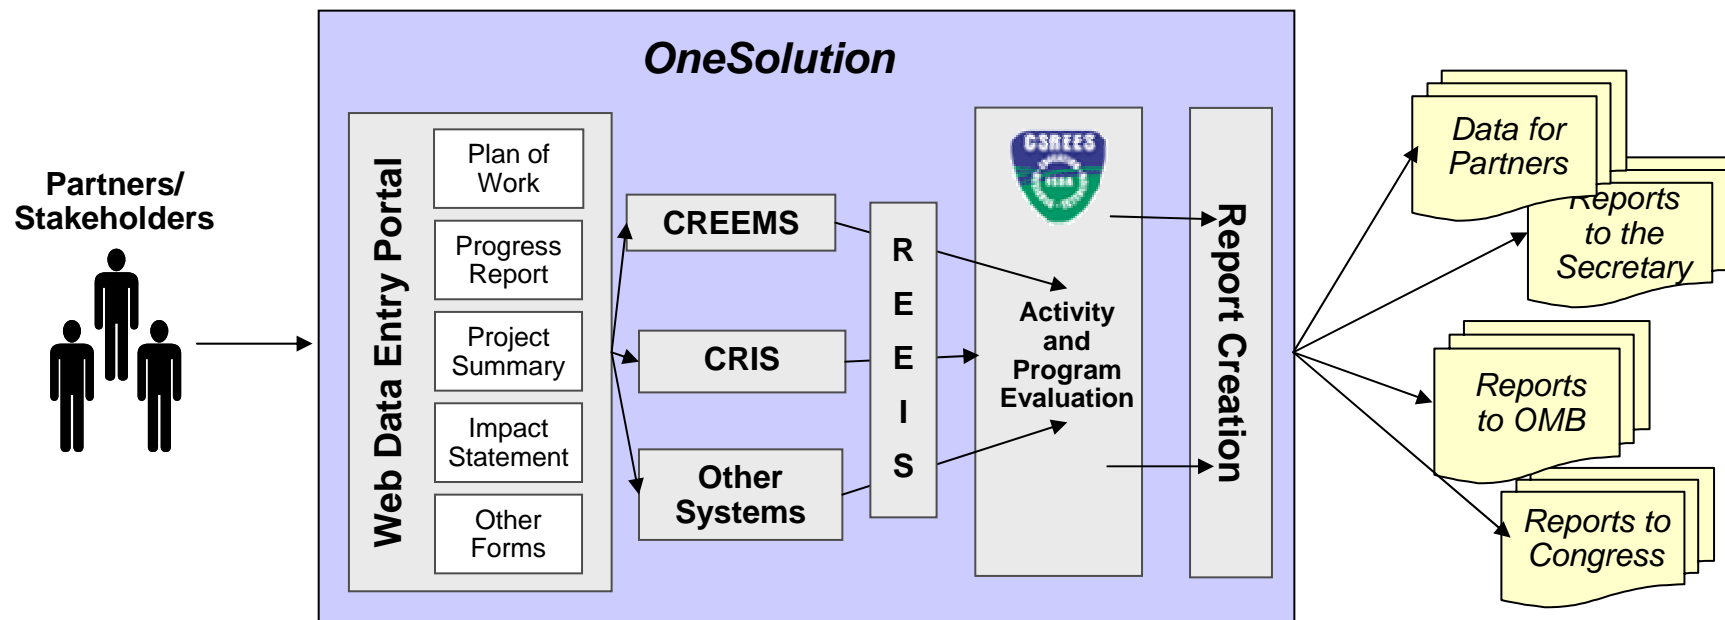 OneSolution
Partners/
Stakeholders
Web Data Entry Portal
Plan of
Work
Progress
Report
Project
Summary
Impact
Statement
Other
Forms
CREEMS
CRIS
Other
Systems
R
E
E
I
S
CSREES
Activity
and
Program
Evaluation
Report Creation
Data for
Partners
Reports
to the
Secretary
Reports
to OMB
Reports to
Congress